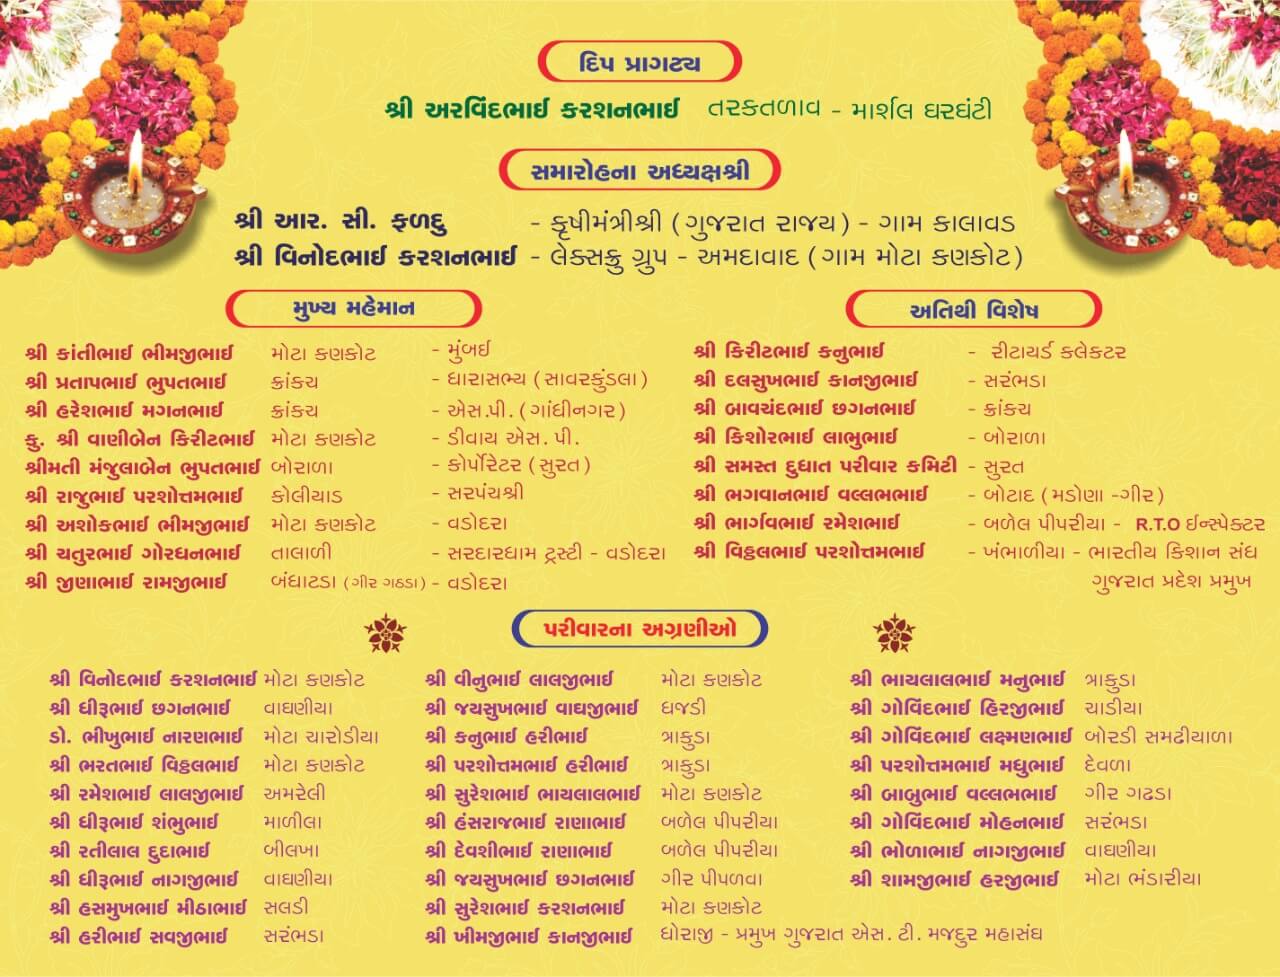 દિપ પ્રાગટ્ય
શ્રી અરવિંદભાઈ કરશનભાઈ તરકતળાવ - માર્શલ ઘરઘંટી
સમારોહના અધ્યક્ષશ્રી
શ્રી આર. સી. ફળદુ - કૃષીમંત્રીશ્રી (ગુજરાત રાજ્ય) - ગામ કાલાવડ
શ્રી વિનોદભાઈ કરશનભાઈ - લેક્સક્રુ ગ્રુપ - અમદાવાદ (ગામ મોટા કણકોટ)
મુખ્ય મહેમાન
શ્રી કાંતીભાઈ ભીમજીભાઈ મોટા કણકોટ - મુંબઈ
શ્રી પ્રતાપભાઈ ભુપતભાઈ ક્રાંકચ - ધારાસભ્ય (સાવરકુંડલા)
શ્રી હરેશભાઈ મગનભાઈ ક્રાંકચ - એસ.પી. (ગાંધીનગર)
કુ. શ્રી વાણીબેન કિરીટભાઈ મોટા કણકોટ - ડીવાય એસ. પી.
શ્રીમતી મંજુલાબેન ભુપતભાઈ બોરાળા - કોર્પોરેટર (સુરત)
શ્રી રાજુભાઈ પરશોત્તમભાઈ કોલીયાડ - સરપંચશ્રી
શ્રી અશોકભાઈ ભીમજીભાઈ મોટા કણકોટ - વડોદરા
શ્રી ચતુરભાઈ ગોરધનભાઈ તાલાળી - સરદારધામ ટ્રસ્ટી - વડોદરા
શ્રી જીણાભાઈ રામજીભાઈ બંધાટડા (ગીર ગઠડા) - વડોદરા
અતિથી વિશેષ
શ્રી કિરીટભાઈ કનુભાઈ - રીટાયર્ડ કલેકટર
શ્રી દલસુખભાઈ કાનજીભાઈ - સરંભડા
શ્રી બાવચંદભાઈ છગનભાઈ - ક્રાંકચ
શ્રી કિશોરભાઈ લાભુભાઈ - બોરાળા
શ્રી સમસ્ત દુધાત પરીવાર કમિટી - સુરત
શ્રી ભગવાનભાઈ વલ્લભભાઈ - બોટાદ (મડોણા -ગીર)
શ્રી ભાર્ગવભાઈ રમેશભાઈ - બળેલ પીપરીયા - R.T.O ઈન્સ્પેક્ટર
શ્રી વિઠ્ઠલભાઈ પરશોત્તમભાઈ - ખંભાળીયા - ભારતીય કિશાન સંધ
ગુજરાત પ્રદેશ પ્રમુખ
પરીવારના અગ્રણીઓ
શ્રી વિનોદભાઈ કરશનભાઈ મોટા કણકોટ
શ્રી ધીરૂભાઈ છગનભાઈ વાઘણીયા
ડો. ભીખુભાઈ નારણભાઈ મોટા ચારોડીયા
શ્રી ભરતભાઈ વિઠ્ઠલભાઈ મોટા કણકોટ
શ્રી રમેશભાઈ લાલજીભાઈ અમરેલી
શ્રી ધીરૂભાઈ શંભુભાઈ માળીલા
શ્રી રતીલાલ દુદાભાઈ બીલખા
શ્રી ધીરૂભાઈ નાગજીભાઈ વાઘણીયા
શ્રી હસમુખભાઈ મીઠાભાઈ સલડી
શ્રી હરીભાઈ સવજીભાઈ સરંભડા
શ્રી વીનુભાઈ લાલજીભાઈ મોટા કણકોટ
શ્રી જયસુખભાઈ વાઘજીભાઈ ધજડી
શ્રી કનુભાઈ હરીભાઈ ત્રાકુડા
શ્રી પરશોત્તમભાઈ હરીભાઈ ત્રાકુડા
શ્રી સુરેશભાઈ ભાયલાલભાઈ મોટા કણકોટ
શ્રી હંસરાજભાઈ રાણાભાઈ બળેલ પીપરીયા
શ્રી દેવશીભાઈ રાણાભાઈ બળેલ પીપરીયા
શ્રી જયસુખભાઈ છગનભાઈ ગીર પીપળવા
શ્રી સુરેશભાઈ કરશનભાઈ મોટા કણકોટ
શ્રી ખીમજીભાઈ કાનજીભાઈ ધોરાજી - પ્રમુખ ગુજરાત એસ. ટી. મજદુર મહાસંઘ
શ્રી ભાયલાલભાઈ મનુભાઈ ત્રાકુડા
શ્રી ગોવિંદભાઈ હિરજીભાઈ ચાડીયા
શ્રી ગોવિંદભાઈ લક્ષ્મણભાઈ બોરડી સમઢીયાળા
શ્રી પરશોત્તમભાઈ મધુભાઈ દેવળા
શ્રી બાબુભાઈ વલ્લભભાઈ ગીર ગઢડા
શ્રી ગોવિંદભાઈ મોહનભાઈ સરંભડા
શ્રી ભોળાભાઈ નાગજીભાઈ વાઘણીયા
શ્રી શામજીભાઈ હરજીભાઈ મોટા ભંડારીયા